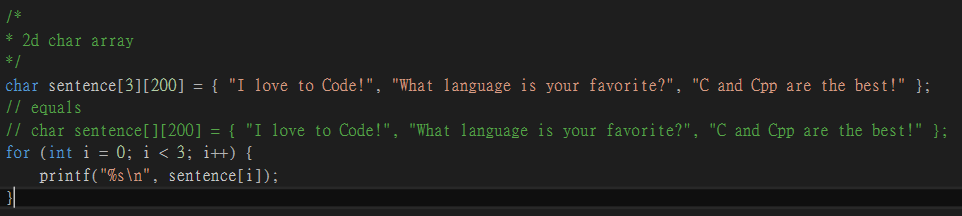 /*
* 2d char array
*/
char sentence[3][200] = { "I love to Code!", "What language is your favorite?", "C and Cpp are the best!" };
// equals
// char sentence[][200] = { "I love to Code!", "What language is your favorite?", "C and Cpp are the best!" };
for (int i = 0; i < 3; i++) {
    printf("%s\n", sentence[i]);
}